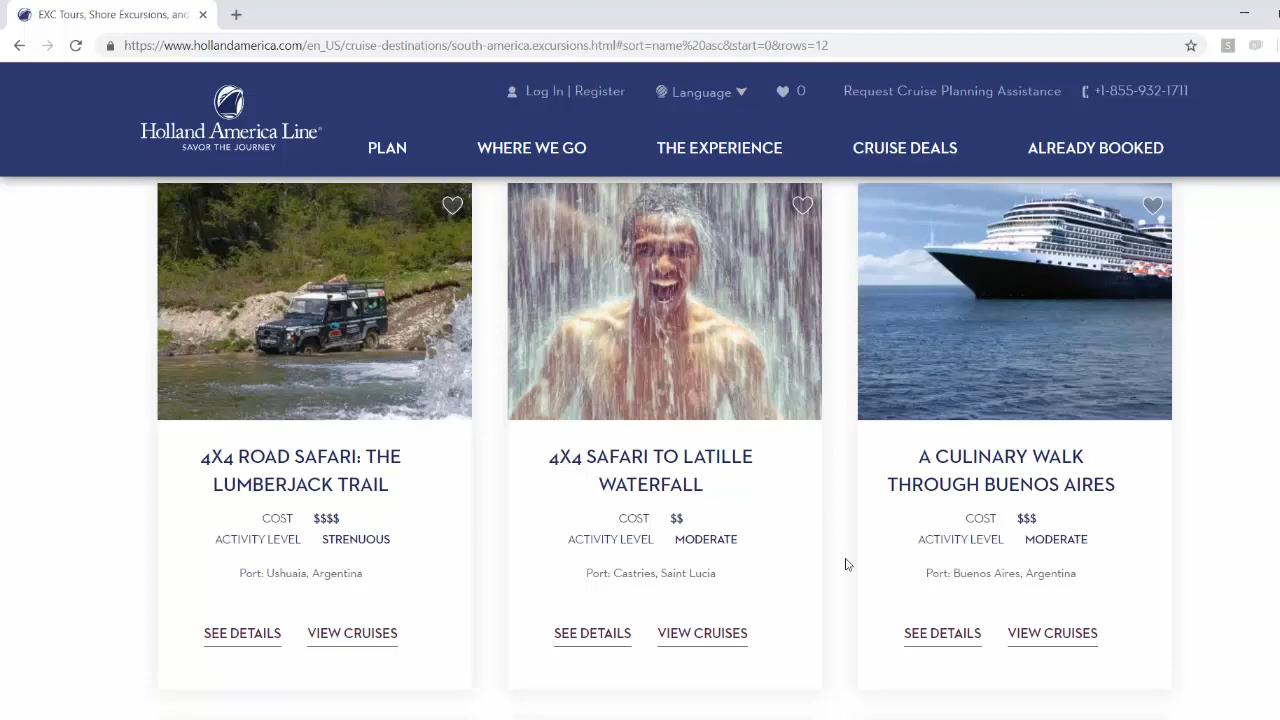 EXC Tours, Shore Excursions, and
https://www.hollandamerica.com/en_US/cruise-destinations/south-america.excursions.html#sort=name%20asc&start=0&rows=12
S
Log In | Register
Language
0
Request Cruise Planning Assistance
+1-855-932-1711
Holland America Line®
SAVOR THE JOURNEY
PLAN
WHERE WE GO
THE EXPERIENCE
CRUISE DEALS
ALREADY BOOKED
4X4 ROAD SAFARI: THE
LUMBERJACK TRAIL
COST $$$$
ACTIVITY LEVEL STRENUOUS
Port: Ushuaia, Argentina
SEE DETAILS VIEW CRUISES
4X4 SAFARI TO LATILLE
WATERFALL
COST $$
ACTIVITY LEVEL MODERATE
Port: Castries, Saint Lucia
SEE DETAILS VIEW CRUISES
A CULINARY WALK
THROUGH BUENOS AIRES
COST $$$
ACTIVITY LEVEL MODERATE
Port: Buenos Aires, Argentina
SEE DETAILS VIEW CRUISES